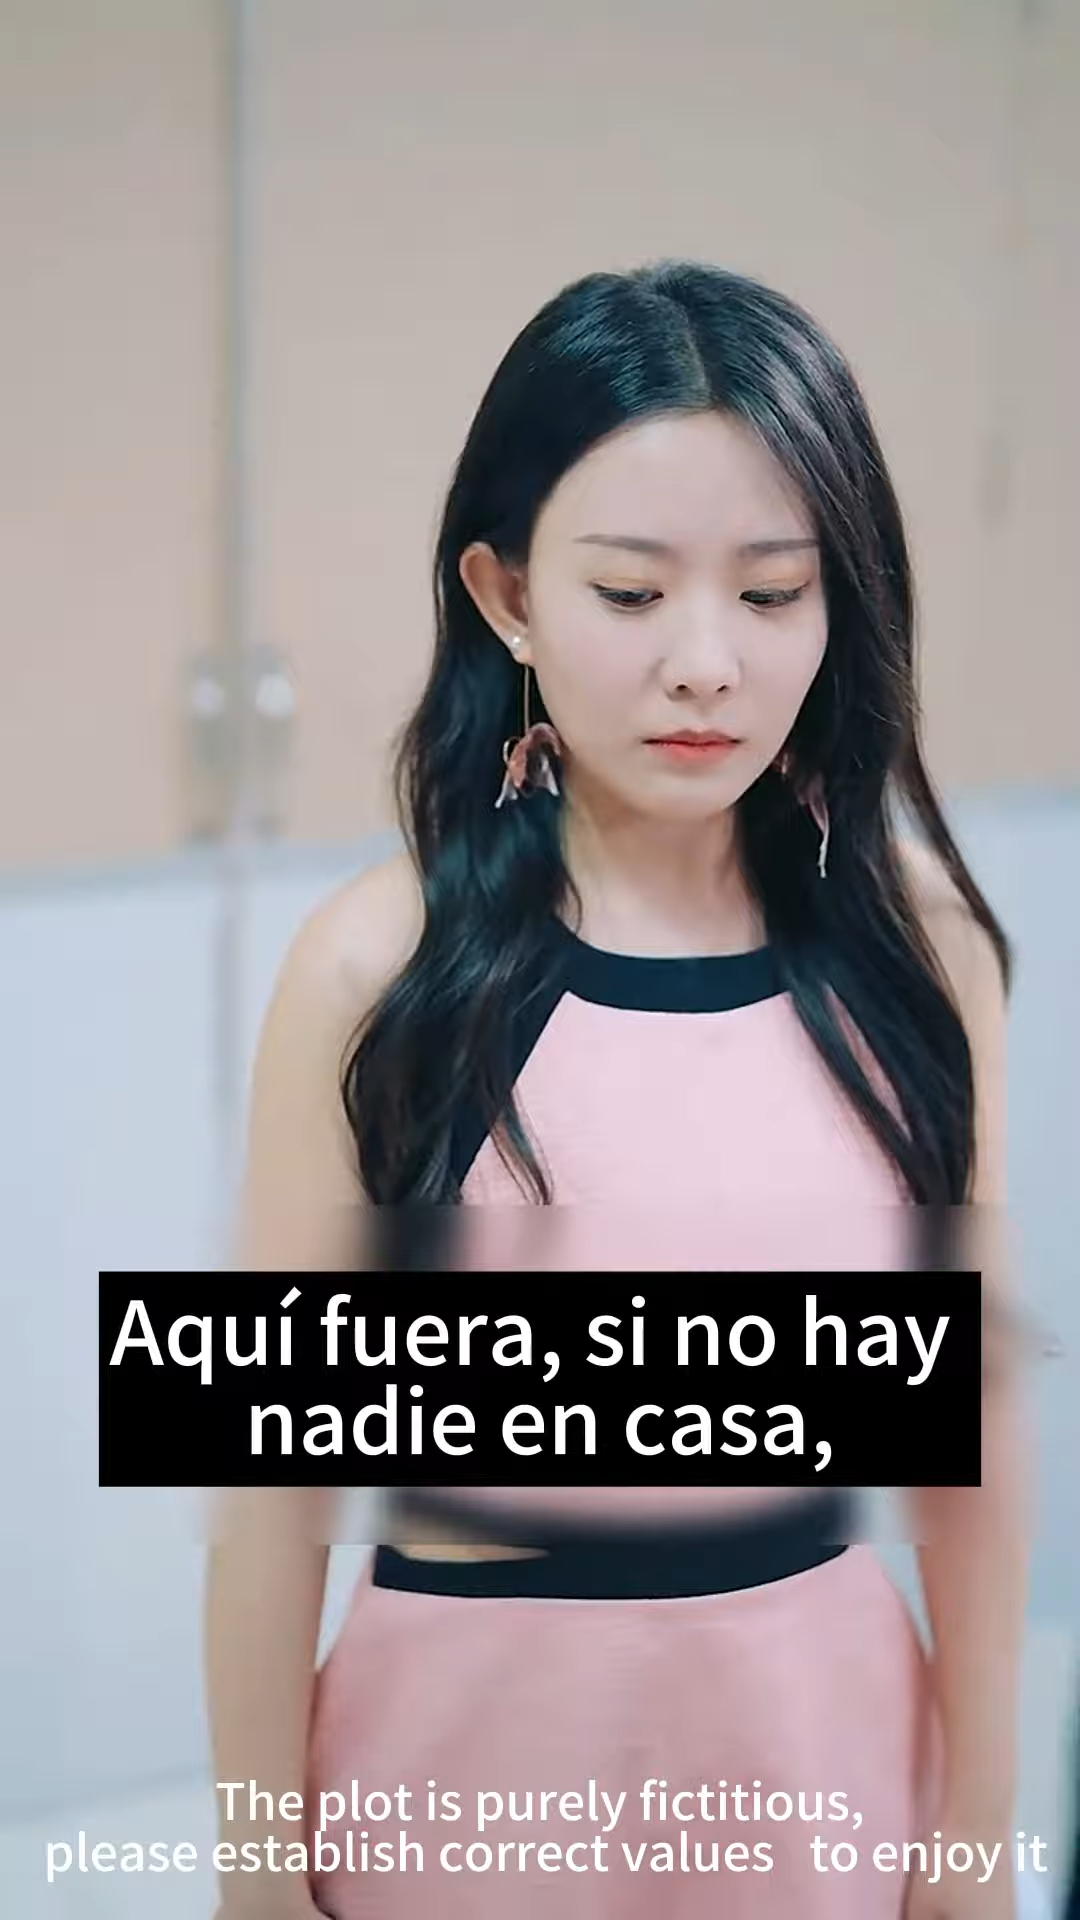 Aquí fuera, si no hay
nadie en casa,
The plot is purely fictitious,
please establish correct values to enjoy it